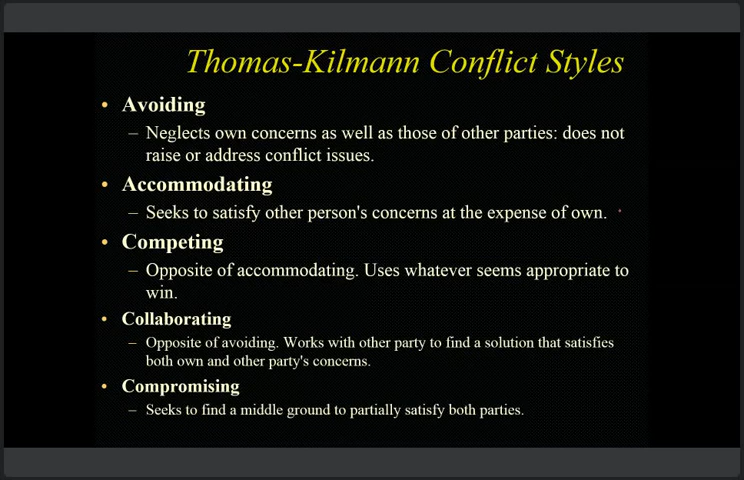 Thomas-Kilmann Conflict Styles
• Avoiding
– Neglects own concerns as well as those of other parties: does not
raise or address conflict issues.
• Accommodating
– Seeks to satisfy other person's concerns at the expense of own.
• Competing
– Opposite of accommodating. Uses whatever seems appropriate to
win.
• Collaborating
– Opposite of avoiding. Works with other party to find a solution that satisfies
both own and other party's concerns.
• Compromising
– Seeks to find a middle ground to partially satisfy both parties.